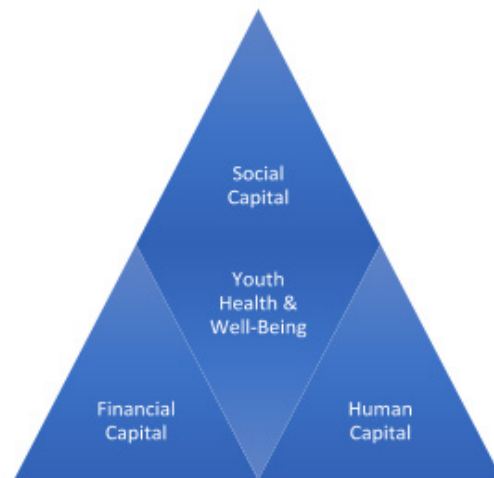 Social
Capital
Youth
Health &
Well-Being
Financial
Capital
Human
Capital